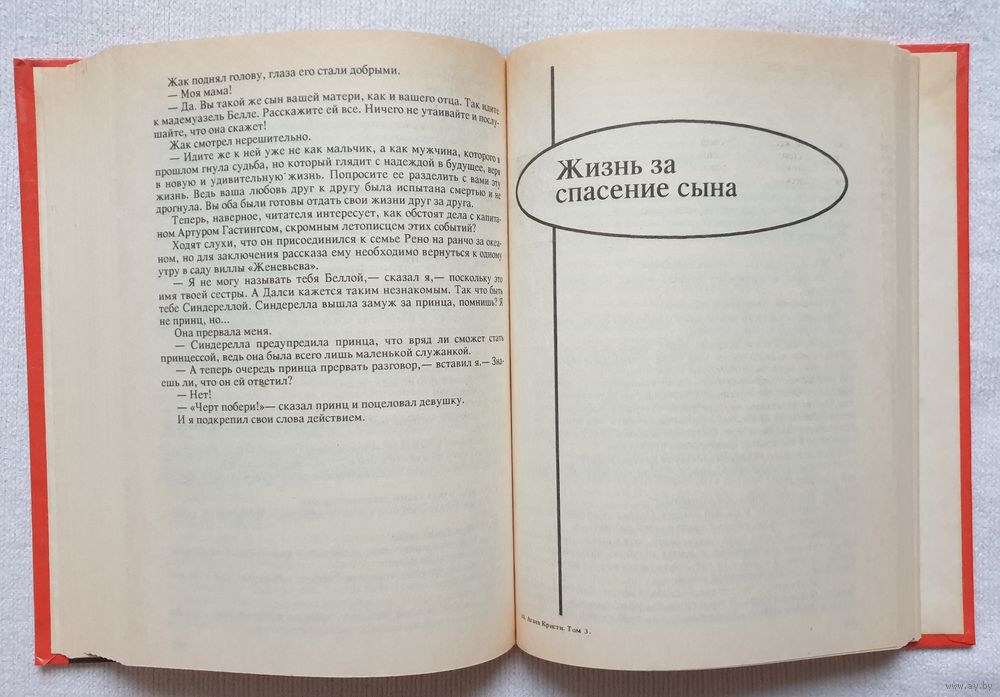 Жак поднял голову, глаза его стали добрыми.
— Моя мама!
— Да. Вы такой же сын вашей матери, как и вашего отца. Так идите
к мадемуазель Белле. Расскажите ей все. Ничего не утаивайте и послу-
шайте, что она скажет!
Жак смотрел нерешительно.
— Идите же к ней уже не как мальчик, а как мужчина, которого в
прошлом гнула судьба, но который глядит с надеждой в будущее, веря
в новую и удивительную жизнь. Попросите ее разделить с вами эту
жизнь. Ведь ваша любовь друг к другу была испытана смертью и не
дрогнула. Вы оба были готовы отдать свои жизни друг за друга.
Теперь, наверное, читателя интересует, как обстоят дела с капита-
ном Артуром Гастингсом, скромным летописцем этих событий?
Ходят слухи, что он присоединился к семье Рено на ранчо за океа-
ном, но для заключения рассказа ему необходимо вернуться к одному
утру в саду виллы «Женевьева».
— Я не могу называть тебя Беллой,— сказал я,— поскольку это
имя твоей сестры. А Далси кажется таким незнакомым. Так что быть
тебе Синдереллой. Синдерелла вышла замуж за принца, помнишь? Я
не принц, но...
Она прервала меня.
— Синдерелла предупредила принца, что вряд ли сможет стать
принцессой, ведь она была всего лишь маленькой служанкой.
— А теперь очередь принца прервать разговор,— вставил я.— Зна-
ешь ли, что он ей ответил?
— Нет!
— «Черт побери!»— сказал принц и поцеловал девушку.
И я подкрепил свои слова действием.
Жизнь за
спасение сына
Агата Кристи. Том 3.
www.ay.by